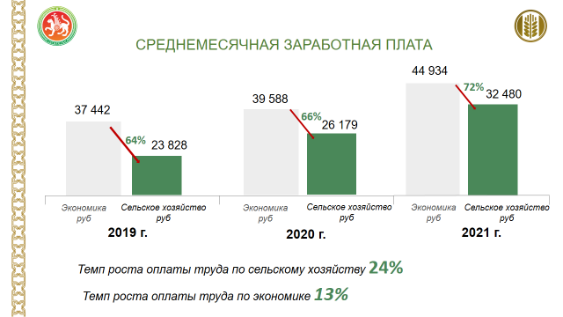 СРЕДНЕМЕСЯЧНАЯ ЗАРАБОТНАЯ ПЛАТА
37 442
64%
23 828
39 588
66%
26 179
44 934
72%
32 480
Экономика
руб
Сельское хозяйство
руб
2019 г.
Экономика
руб
Сельское хозяйство
руб
2020 г.
Экономика
руб
Сельское хозяйство
руб
2021 г.
Темп роста оплаты труда по сельскому хозяйству 24%
Темп роста оплаты труда по экономике 13%